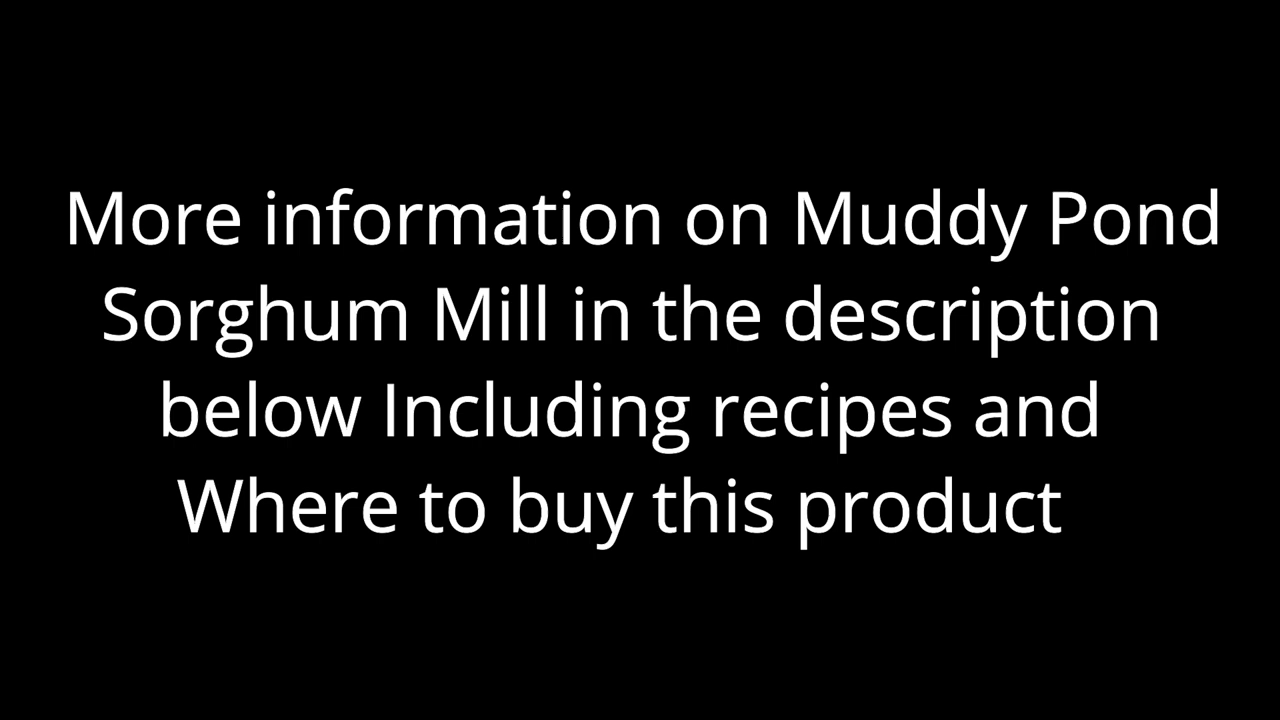 More information on Muddy Pond
Sorghum Mill in the description
below Including recipes and
Where to buy this product